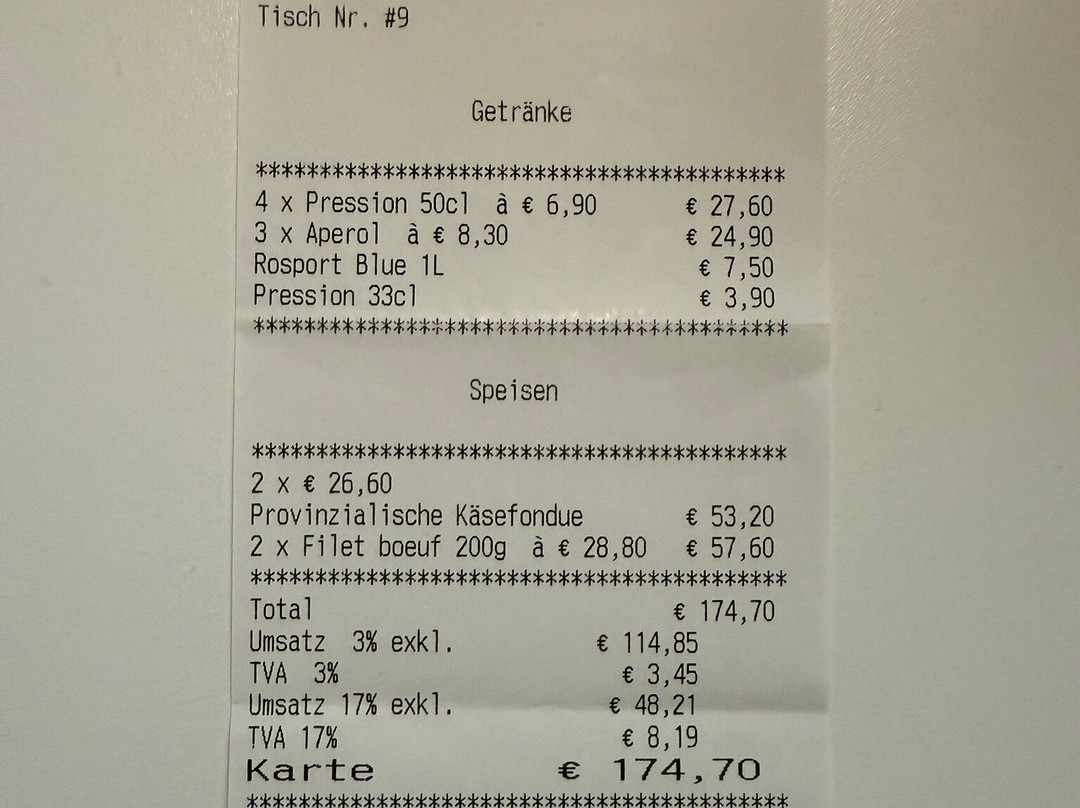 Tisch Nr. #9
Getränke
******************************************
4 x Pression 50cl à € 6,90 € 27,60
3 x Aperol à € 8,30 € 24,90
Rosport Blue 1L € 7,50
Pression 33cl € 3,90
******************************************
Speisen
******************************************
2 x € 26,60
Provinzialische Käsefondue € 53,20
2 x Filet boeuf 200g à € 28,80 € 57,60
******************************************
Total € 174,70
Umsatz 3% exkl. € 114,85
TVA 3% € 3,45
Umsatz 17% exkl. € 48,21
TVA 17% € 8,19
Karte € 174,70
******************************************